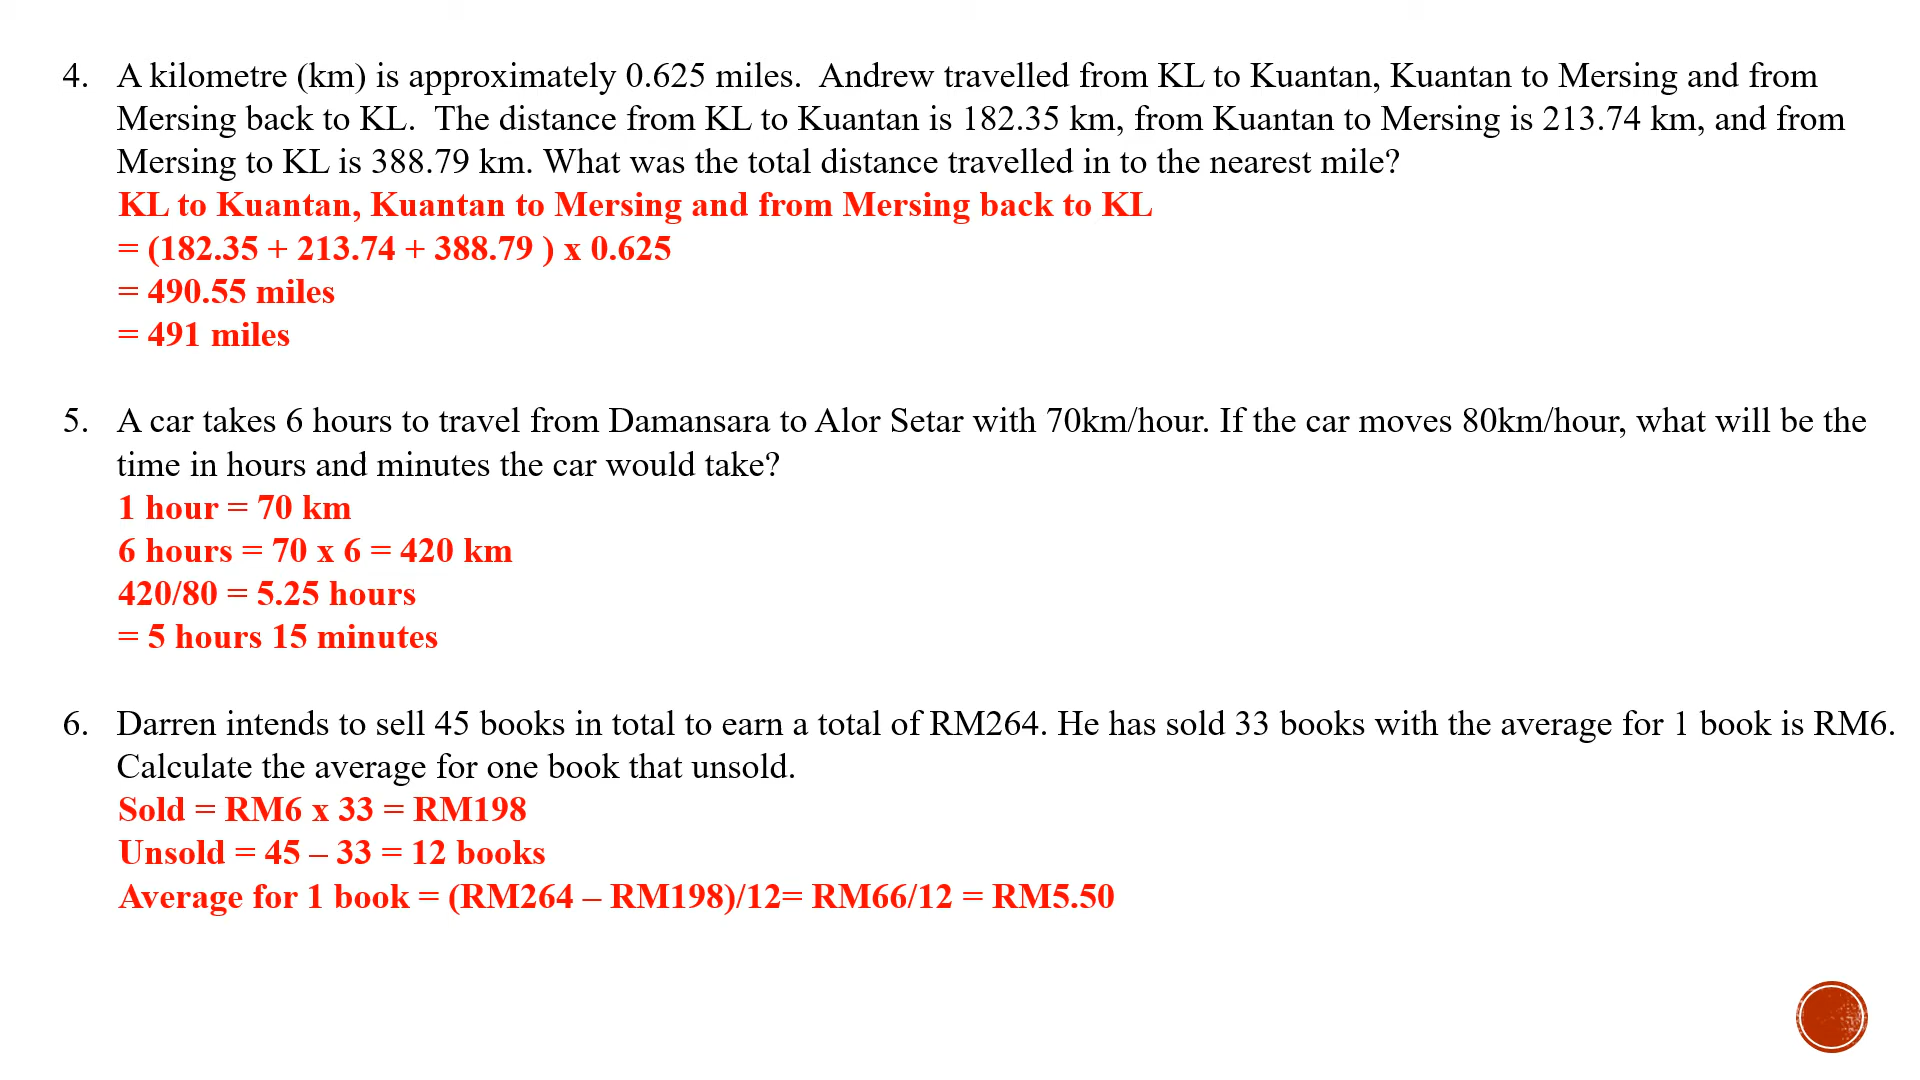 4. A kilometre (km) is approximately 0.625 miles.  Andrew travelled from KL to Kuantan, Kuantan to Mersing and from
Mersing back to KL.  The distance from KL to Kuantan is 182.35 km, from Kuantan to Mersing is 213.74 km, and from
Mersing to KL is 388.79 km. What was the total distance travelled in to the nearest mile?
KL to Kuantan, Kuantan to Mersing and from Mersing back to KL
= (182.35 + 213.74 + 388.79 ) x 0.625
= 490.55 miles
= 491 miles
5. A car takes 6 hours to travel from Damansara to Alor Setar with 70km/hour. If the car moves 80km/hour, what will be the
time in hours and minutes the car would take?
1 hour = 70 km
6 hours = 70 x 6 = 420 km
420/80 = 5.25 hours
= 5 hours 15 minutes
6. Darren intends to sell 45 books in total to earn a total of RM264. He has sold 33 books with the average for 1 book is RM6.
Calculate the average for one book that unsold.
Sold = RM6 x 33 = RM198
Unsold = 45 – 33 = 12 books
Average for 1 book = (RM264 – RM198)/12= RM66/12 = RM5.50